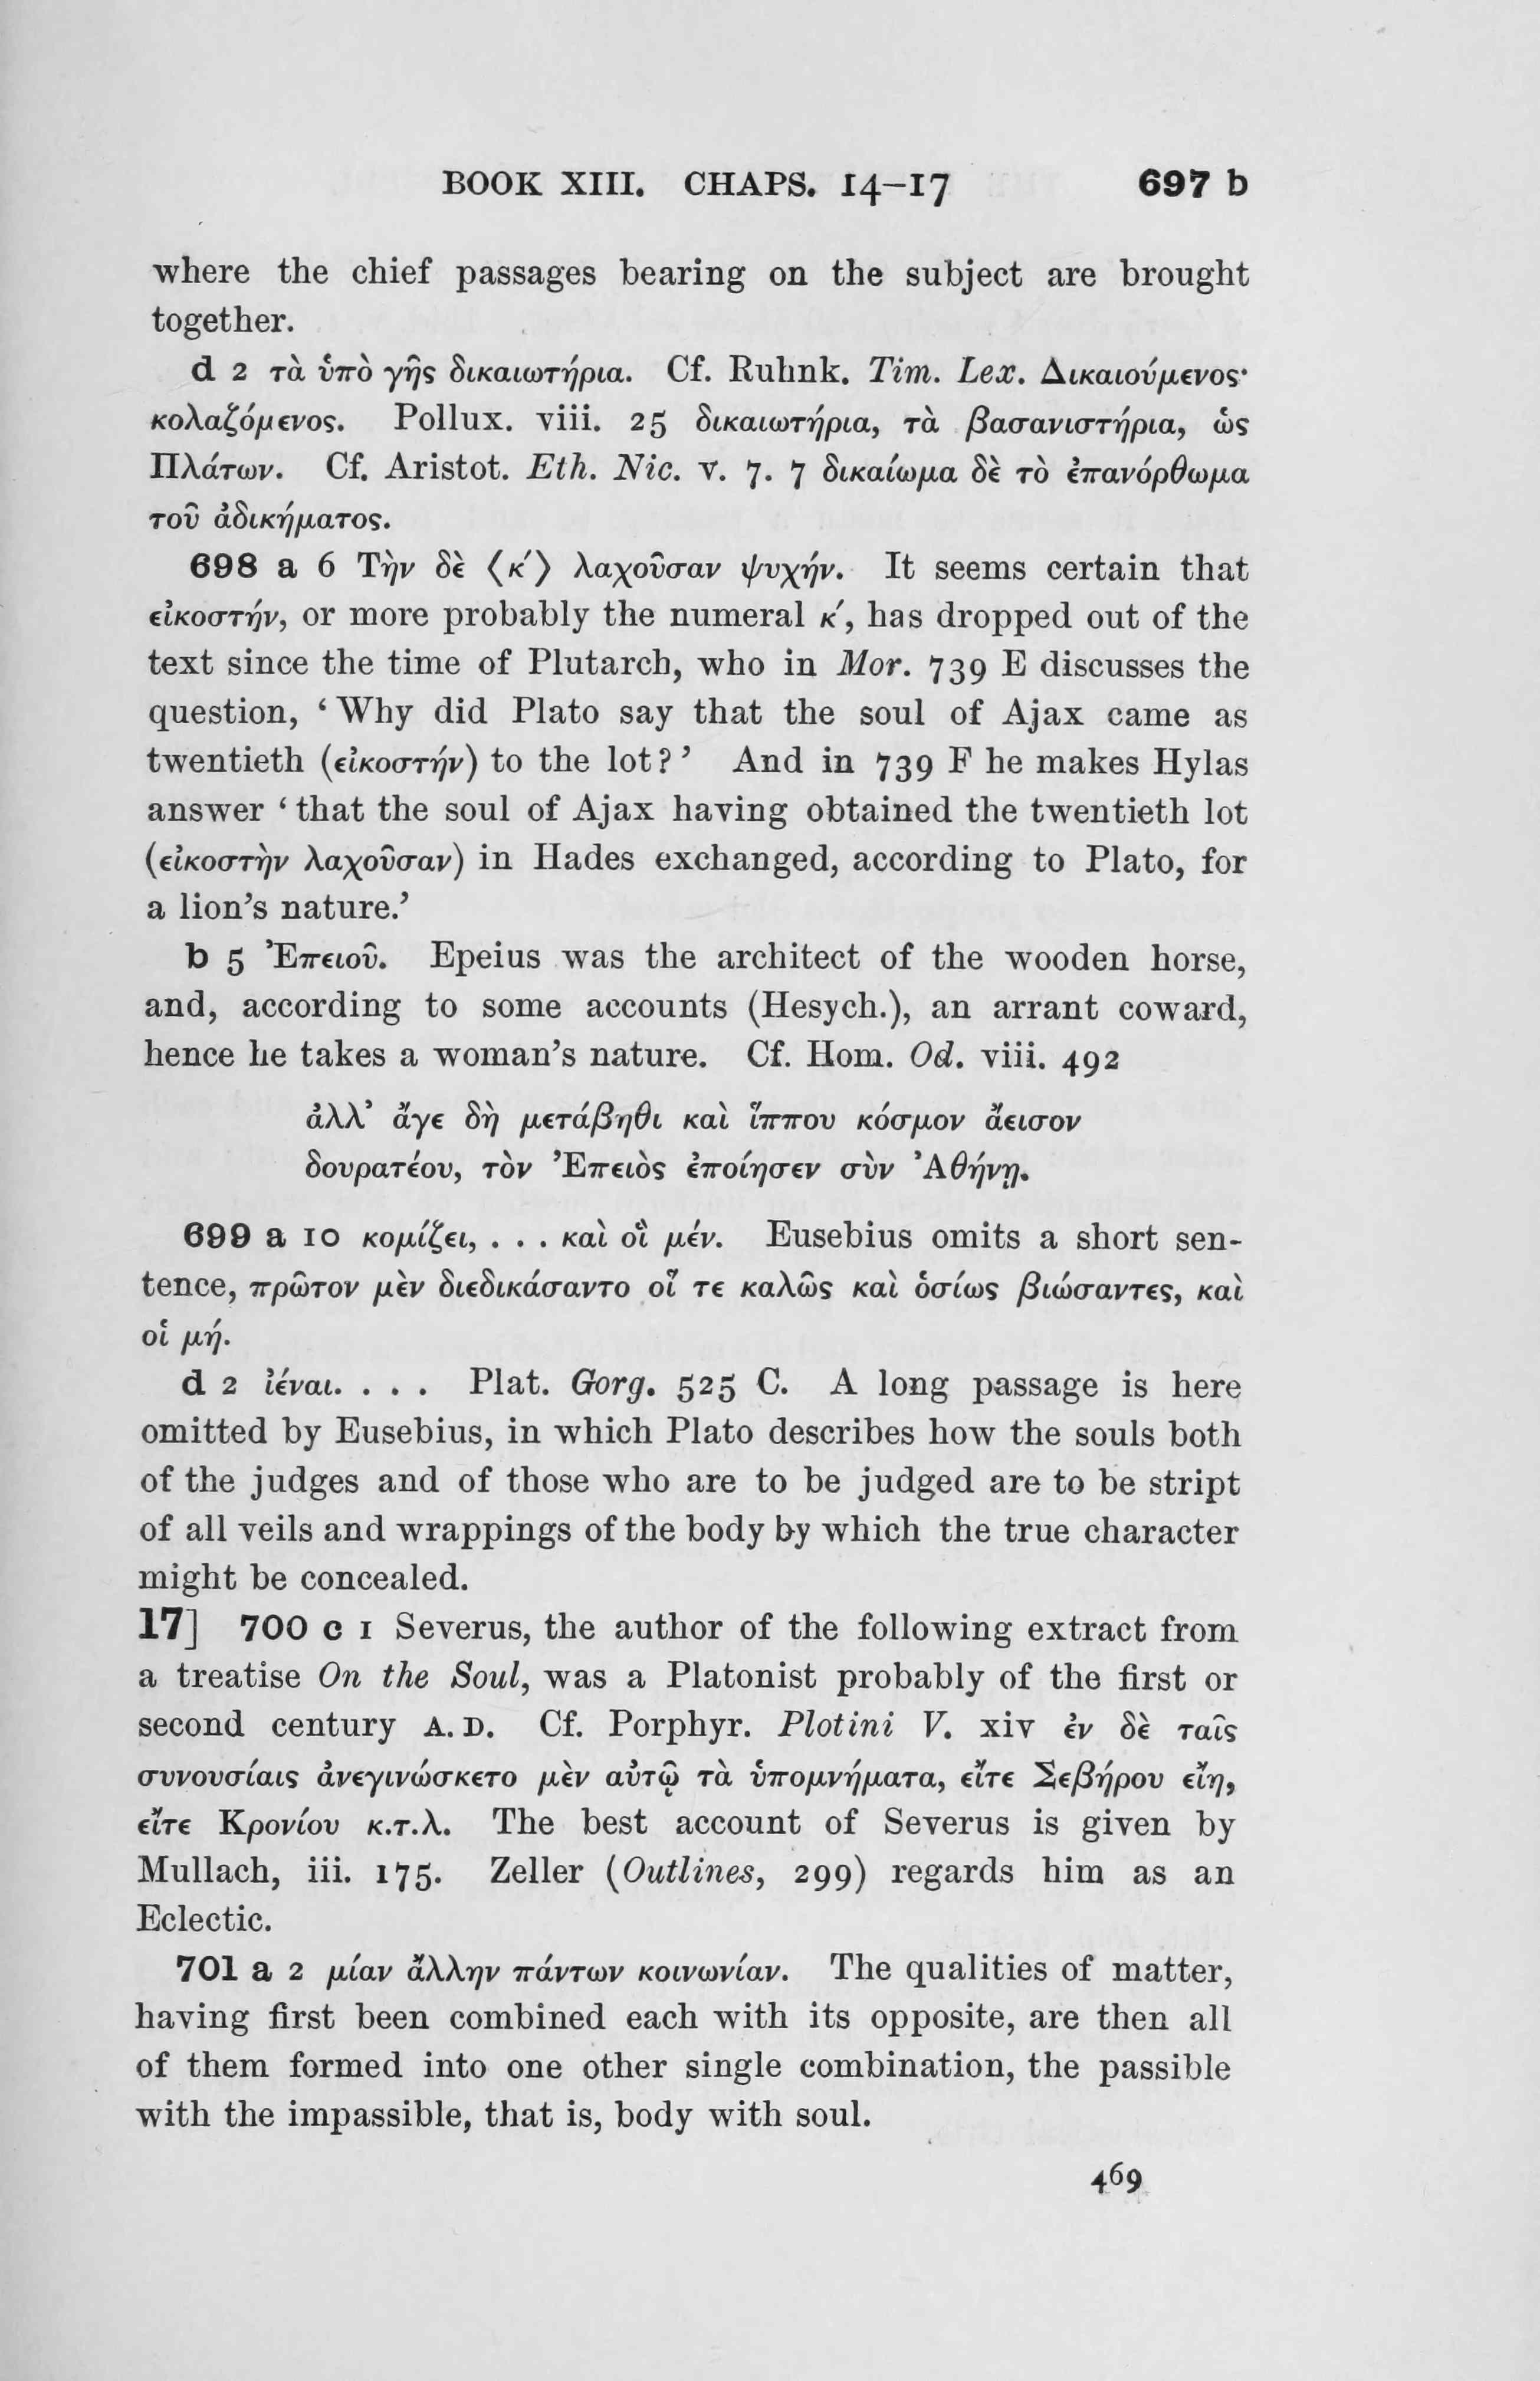 BOOK XIII. CHAPS. 14–17 697 b
where the chief passages bearing on the subject are brought
together.
d 2 τὰ ὑπὸ γῆς δικαιωτήρια. Cf. Ruhnk. Tim. Lex. Δικαιούμενος·
κολαζόμενος. Pollux. viii. 25 δικαιωτήρια, τὰ βασανιστήρια, ὡς
Πλάτων. Cf. Aristot. Eth. Nic. v. 7. 7 δικαίωμα δὲ τὸ ἐπανόρθωμα
τοῦ ἀδικήματος.
698 a 6 Τὴν δὲ ⟨κʹ⟩ λαχοῦσαν ψυχήν. It seems certain that
εἰκοστήν, or more probably the numeral κʹ, has dropped out of the
text since the time of Plutarch, who in Mor. 739 E discusses the
question, ‘Why did Plato say that the soul of Ajax came as
twentieth (εἰκοστήν) to the lot?’ And in 739 F he makes Hylas
answer ‘that the soul of Ajax having obtained the twentieth lot
(εἰκοστὴν λαχοῦσαν) in Hades exchanged, according to Plato, for
a lion’s nature.’
b 5 Ἐπειοῦ. Epeius was the architect of the wooden horse,
and, according to some accounts (Hesych.), an arrant coward,
hence he takes a woman’s nature. Cf. Hom. Od. viii. 492
ἀλλ’ ἄγε δὴ μετάβηθι καὶ ἵππου κόσμον ἄεισον
δουρατέου, τὸν Ἐπειὸς ἐποίησεν σὺν Ἀθήνῃ.
699 a 10 κομίζει, . . . καὶ οἳ μέν. Eusebius omits a short sen-
tence, πρῶτον μὲν διεδικάσαντο οἵ τε καλῶς καὶ ὁσίως βιώσαντες, καὶ
οἱ μή.
d 2 ἰέναι. . . . Plat. Gorg. 525 C. A long passage is here
omitted by Eusebius, in which Plato describes how the souls both
of the judges and of those who are to be judged are to be stript
of all veils and wrappings of the body by which the true character
might be concealed.
17] 700 c 1 Severus, the author of the following extract from
a treatise On the Soul, was a Platonist probably of the first or
second century A. D. Cf. Porphyr. Plotini V. xiv ἐν δὲ ταῖς
συνουσίαις ἀνεγινώσκετο μὲν αὐτῷ τὰ ὑπομνήματα, εἴτε Σεβήρου εἴη,
εἴτε Κρονίου κ.τ.λ. The best account of Severus is given by
Mullach, iii. 175. Zeller (Outlines, 299) regards him as an
Eclectic.
701 a 2 μίαν ἄλλην πάντων κοινωνίαν. The qualities of matter,
having first been combined each with its opposite, are then all
of them formed into one other single combination, the passible
with the impassible, that is, body with soul.
469